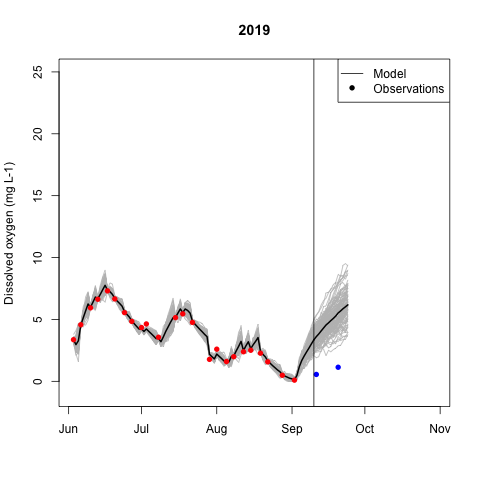 2019
Dissolved oxygen (mg L-1)
25
20
15
10
5
0
Model
Observations
Jun Jul Aug Sep Oct Nov